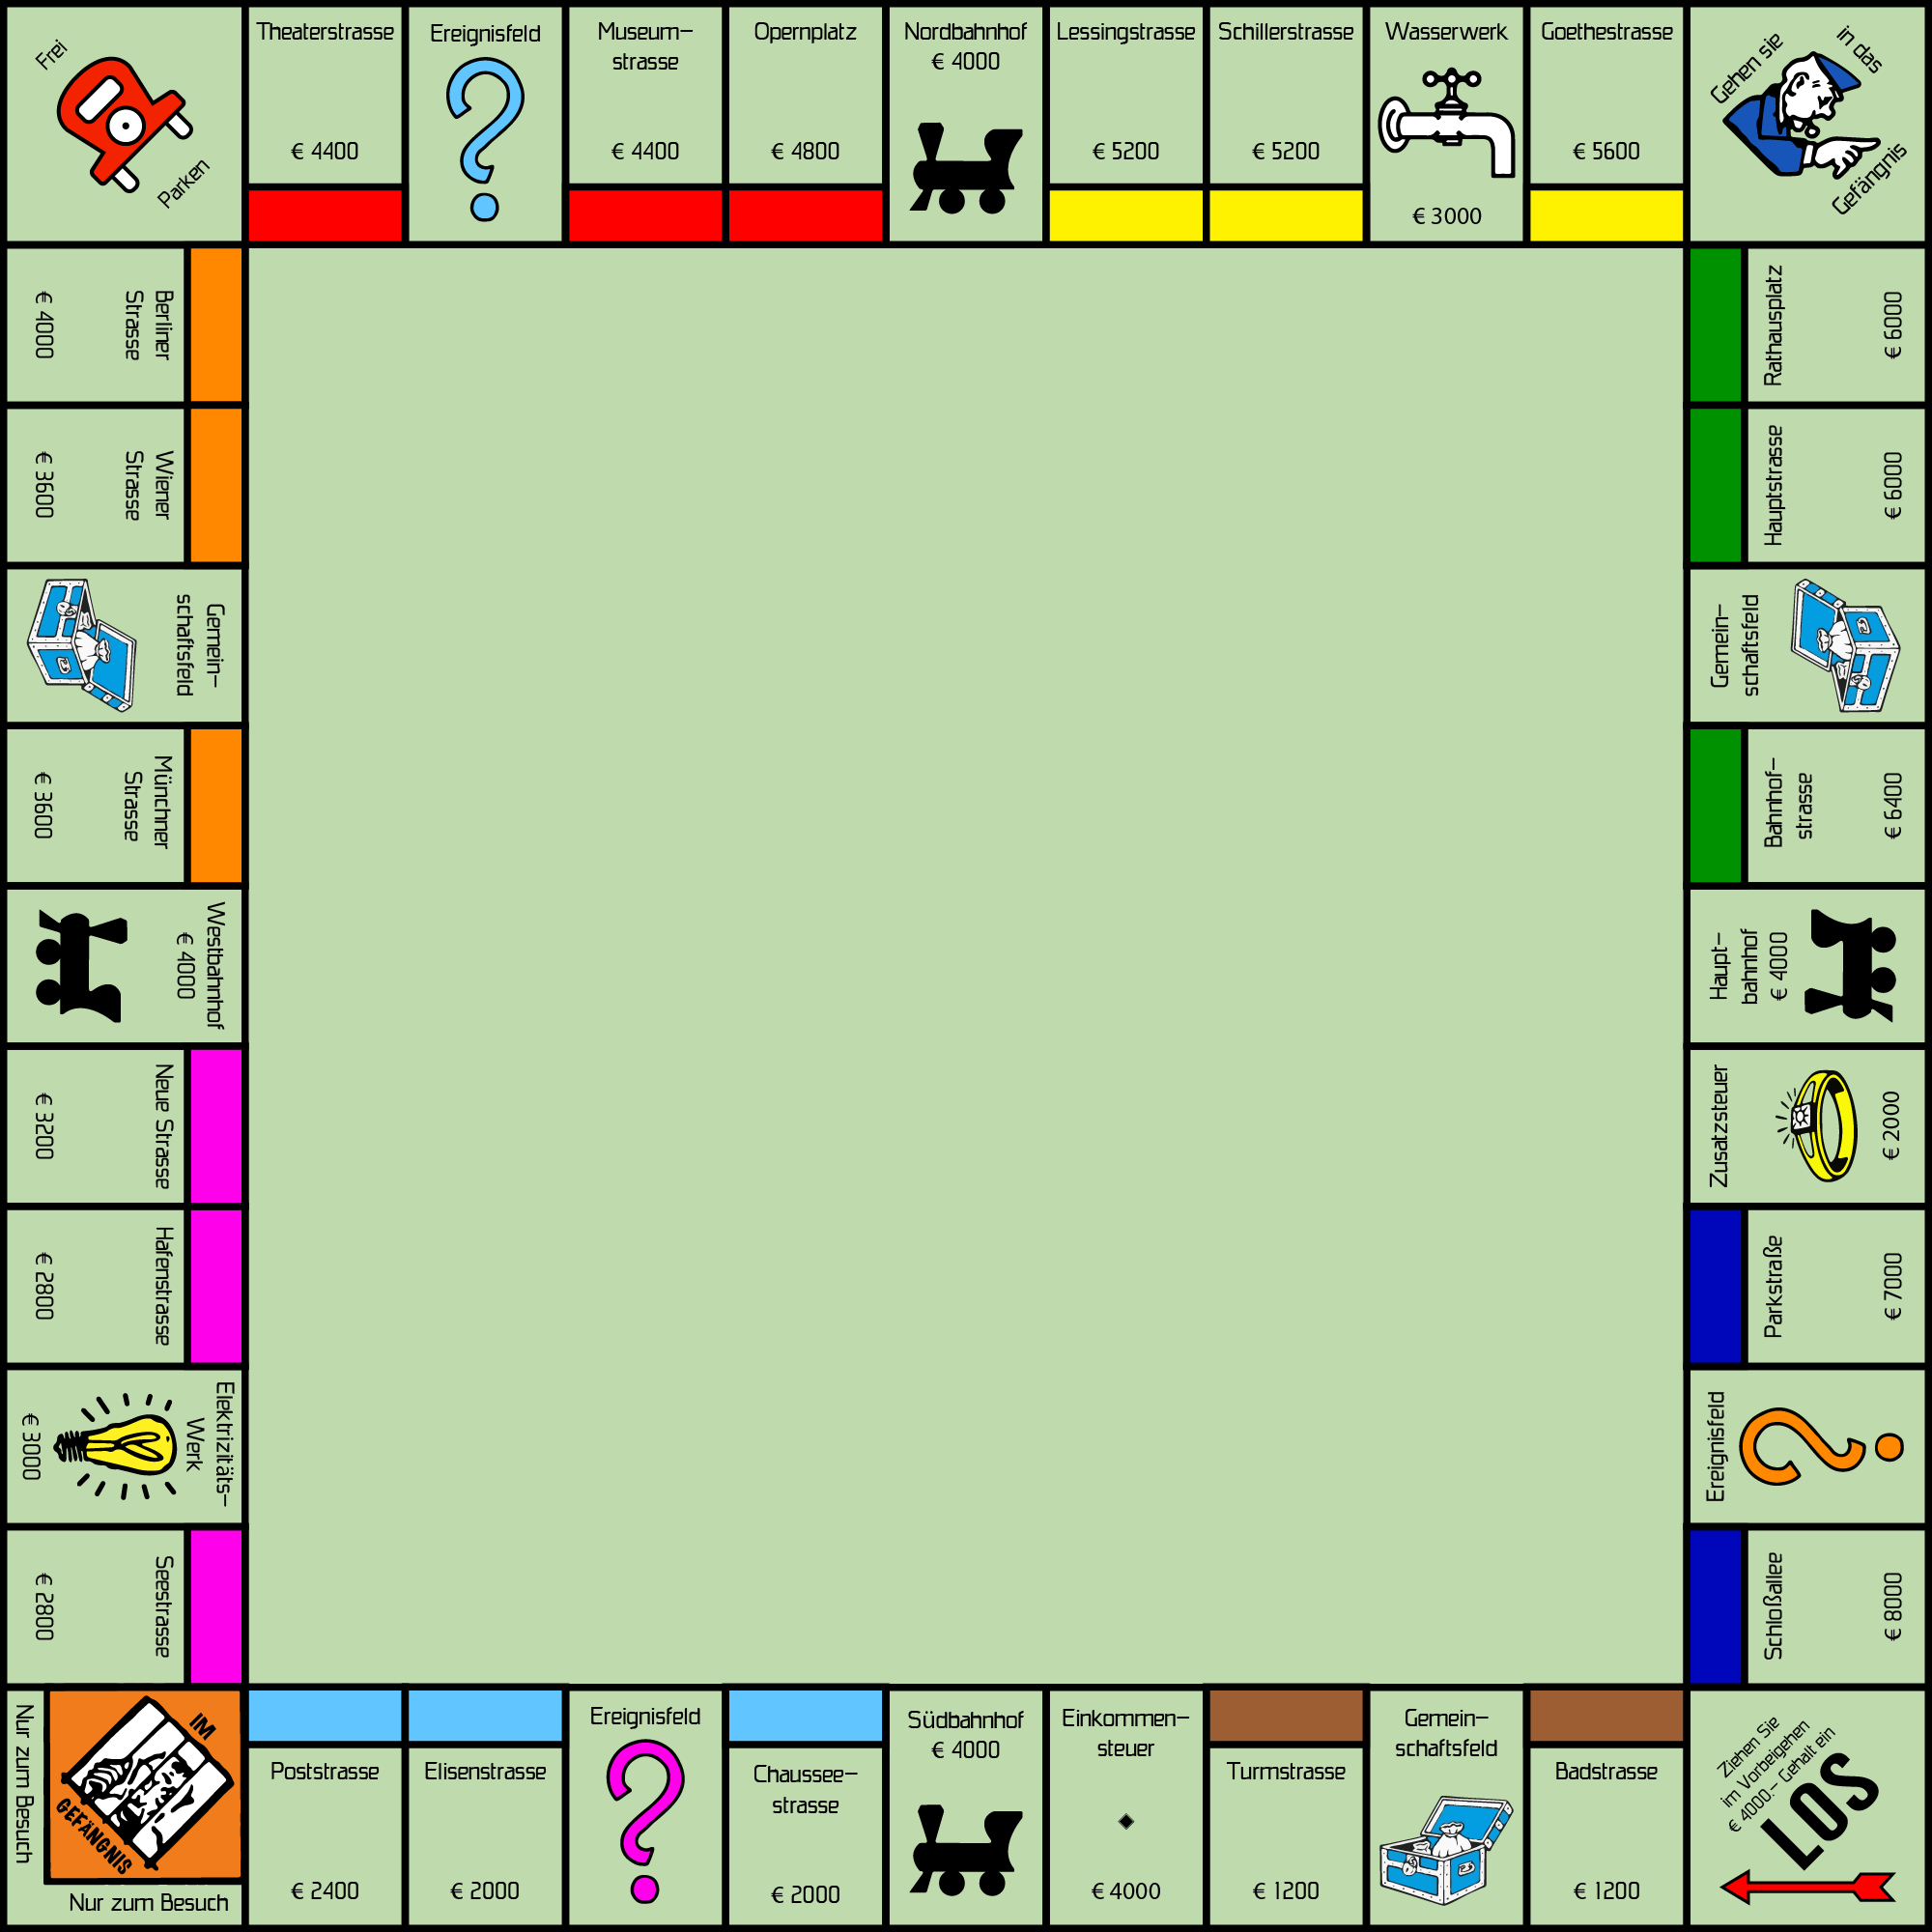 Frei
Parken
Theaterstrasse
€ 4400
Ereignisfeld
Museum–
strasse
€ 4400
Opernplatz
€ 4800
Nordbahnhof
€ 4000
Lessingstrasse
€ 5200
Schillerstrasse
€ 5200
Wasserwerk
€ 3000
Goethestrasse
€ 5600
Gehen sie
in das
Gefängnis
Rathausplatz
€ 6000
Hauptstrasse
€ 6000
Gemein–
schaftsfeld
Bahnhof–
strasse
€ 6400
Haupt–
bahnhof
€ 4000
Zusatzsteuer
€ 2000
Parkstraße
€ 7000
Ereignisfeld
Schloßallee
€ 8000
Ziehen Sie
im Vorbeigehen
€ 4000.– Gehalt ein
LOS
Badstrasse
€ 1200
Gemein–
schaftsfeld
Turmstrasse
€ 1200
Einkommen–
steuer
€ 4000
Südbahnhof
€ 4000
Chaussee–
strasse
€ 2000
Ereignisfeld
Elisenstrasse
€ 2000
Poststrasse
€ 2400
IM
GEFÄNGNIS
Nur zum Besuch
Nur zum Besuch
Seestrasse
€ 2800
Elektrizitäts–
Werk
€ 3000
Hafenstrasse
€ 2800
Neue Strasse
€ 3200
Westbahnhof
€ 4000
Münchner
Strasse
€ 3600
Gemein–
schaftsfeld
Wiener
Strasse
€ 3600
Berliner
Strasse
€ 4000